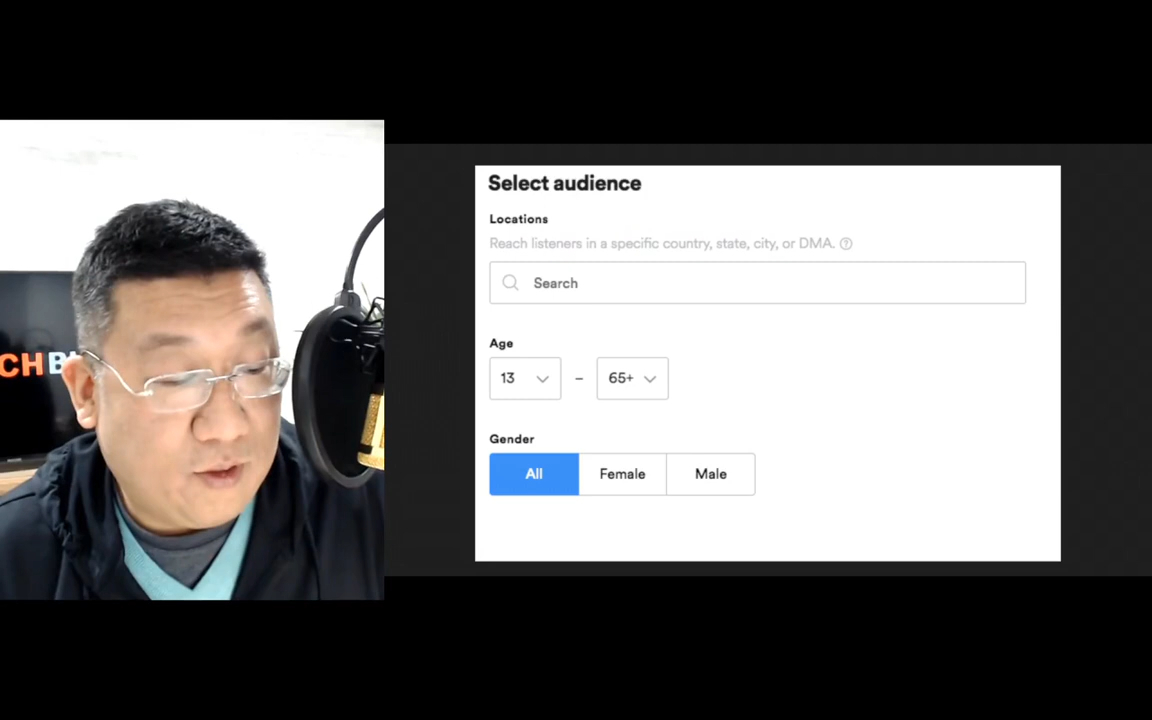 CH B
Select audience
Locations
Reach listeners in a specific country, state, city, or DMA.
Search
Age
13 – 65+
Gender
All Female Male